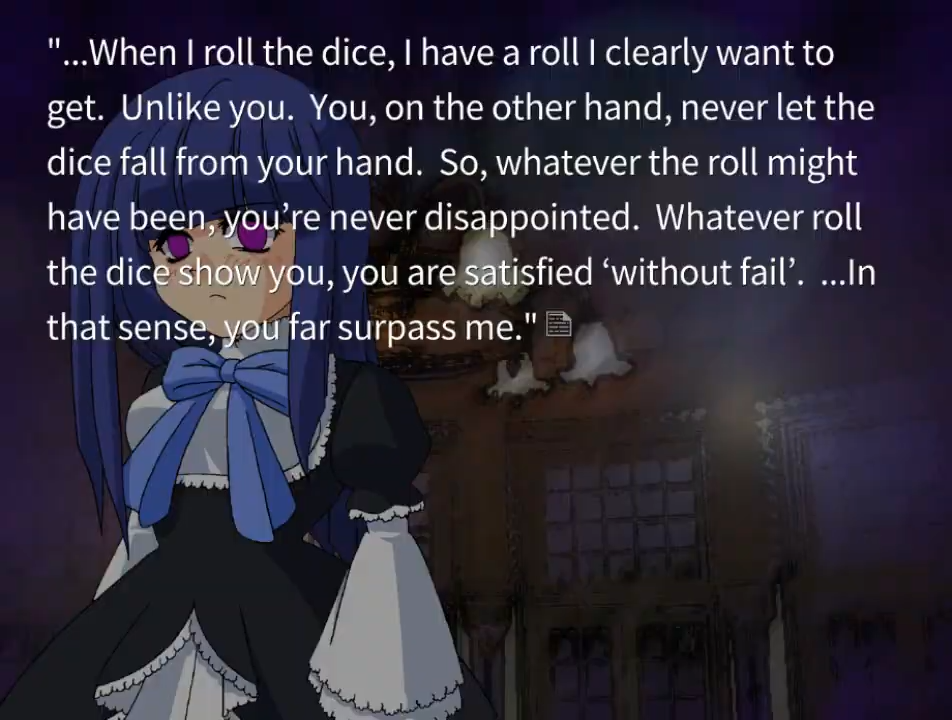 "...When I roll the dice, I have a roll I clearly want to
get.  Unlike you.  You, on the other hand, never let the
dice fall from your hand.  So, whatever the roll might
have been, you’re never disappointed.  Whatever roll
the dice show you, you are satisfied ‘without fail’.  ...In
that sense, you far surpass me."